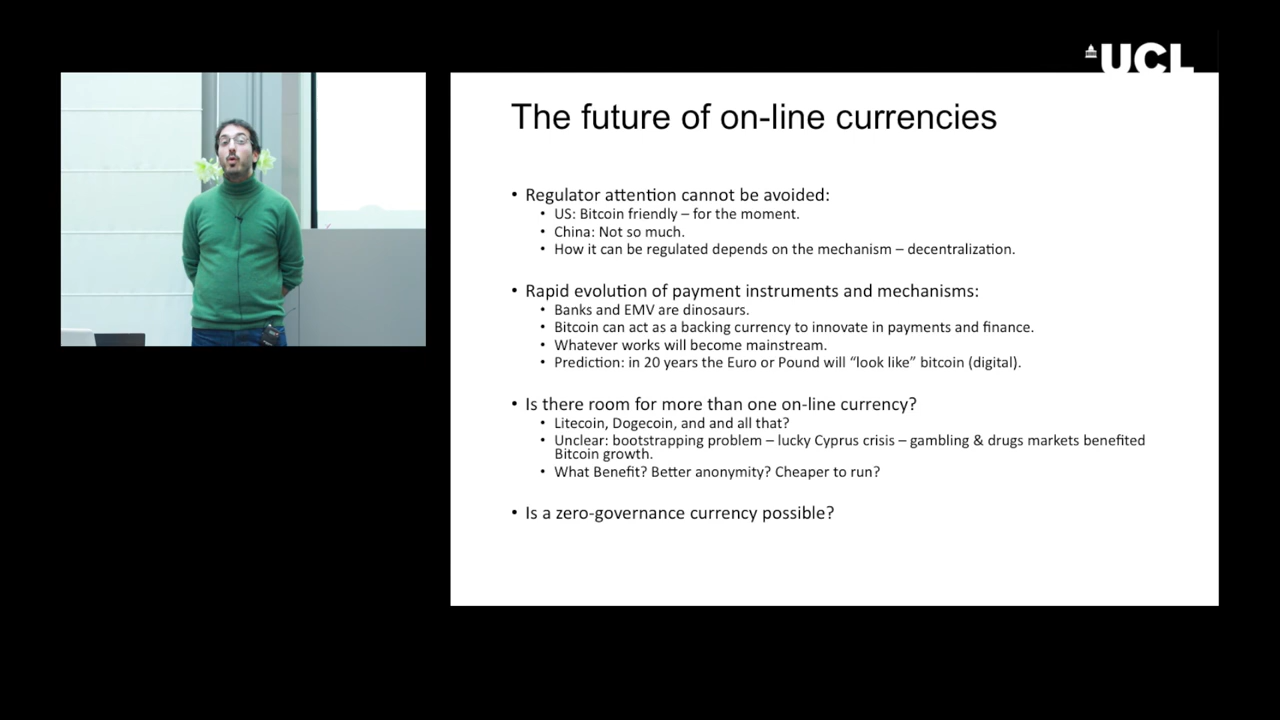 UCL
The future of on-line currencies
• Regulator attention cannot be avoided:
• US: Bitcoin friendly – for the moment.
• China: Not so much.
• How it can be regulated depends on the mechanism – decentralization.
• Rapid evolution of payment instruments and mechanisms:
• Banks and EMV are dinosaurs.
• Bitcoin can act as a backing currency to innovate in payments and finance.
• Whatever works will become mainstream.
• Prediction: in 20 years the Euro or Pound will “look like” bitcoin (digital).
• Is there room for more than one on-line currency?
• Litecoin, Dogecoin, and and all that?
• Unclear: bootstrapping problem – lucky Cyprus crisis – gambling & drugs markets benefited
Bitcoin growth.
• What Benefit? Better anonymity? Cheaper to run?
• Is a zero-governance currency possible?